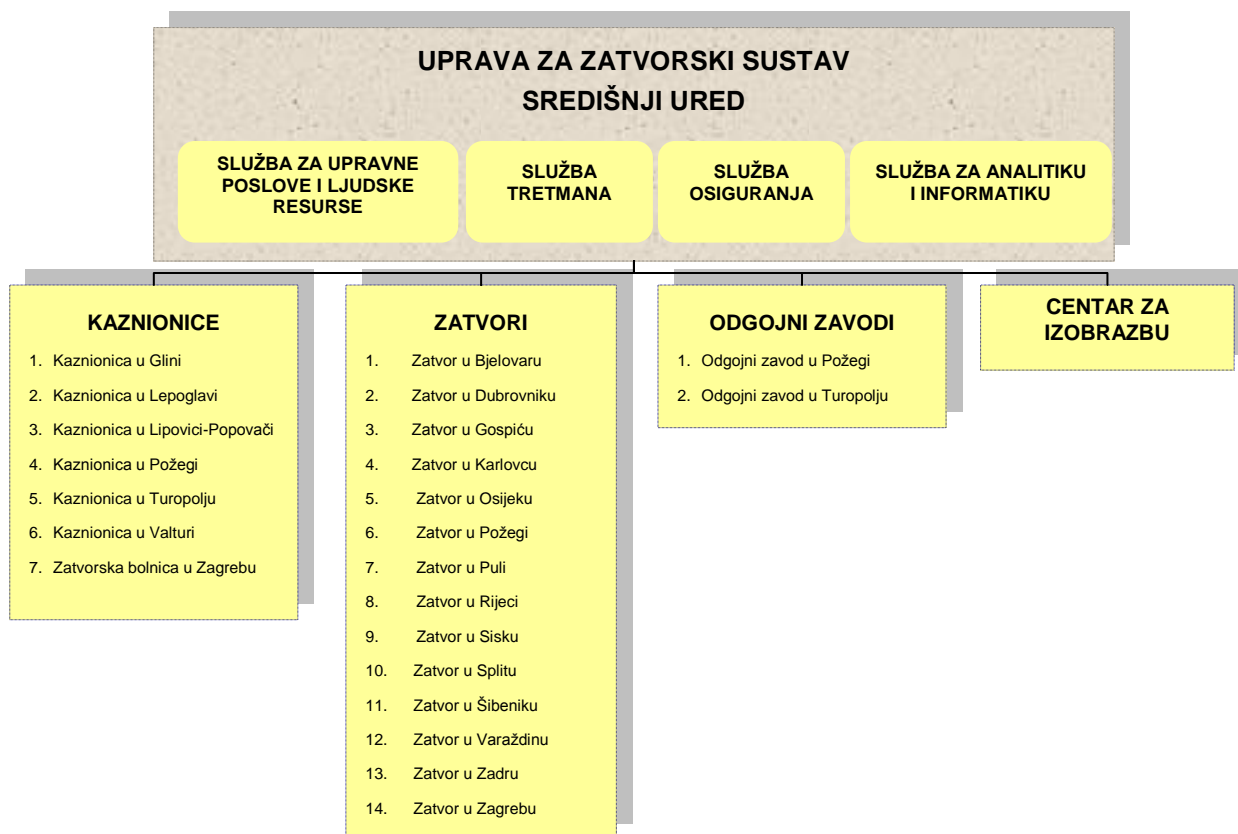 UPRAVA ZA ZATVORSKI SUSTAV
SREDIŠNJI URED
SLUŽBA ZA UPRAVNE
POSLOVE I LJUDSKE
RESURSE
SLUŽBA
TRETMANA
SLUŽBA
OSIGURANJA
SLUŽBA ZA ANALITIKU
I INFORMATIKU
KAZNIONICE
1. Kaznionica u Glini
2. Kaznionica u Lepoglavi
3. Kaznionica u Lipovici-Popovači
4. Kaznionica u Požegi
5. Kaznionica u Turopolju
6. Kaznionica u Valturi
7. Zatvorska bolnica u Zagrebu
ZATVORI
1. Zatvor u Bjelovaru
2. Zatvor u Dubrovniku
3. Zatvor u Gospiću
4. Zatvor u Karlovcu
5. Zatvor u Osijeku
6. Zatvor u Požegi
7. Zatvor u Puli
8. Zatvor u Rijeci
9. Zatvor u Sisku
10. Zatvor u Splitu
11. Zatvor u Šibeniku
12. Zatvor u Varaždinu
13. Zatvor u Zadru
14. Zatvor u Zagrebu
ODGOJNI ZAVODI
1. Odgojni zavod u Požegi
2. Odgojni zavod u Turopolju
CENTAR ZA
IZOBRAZBU